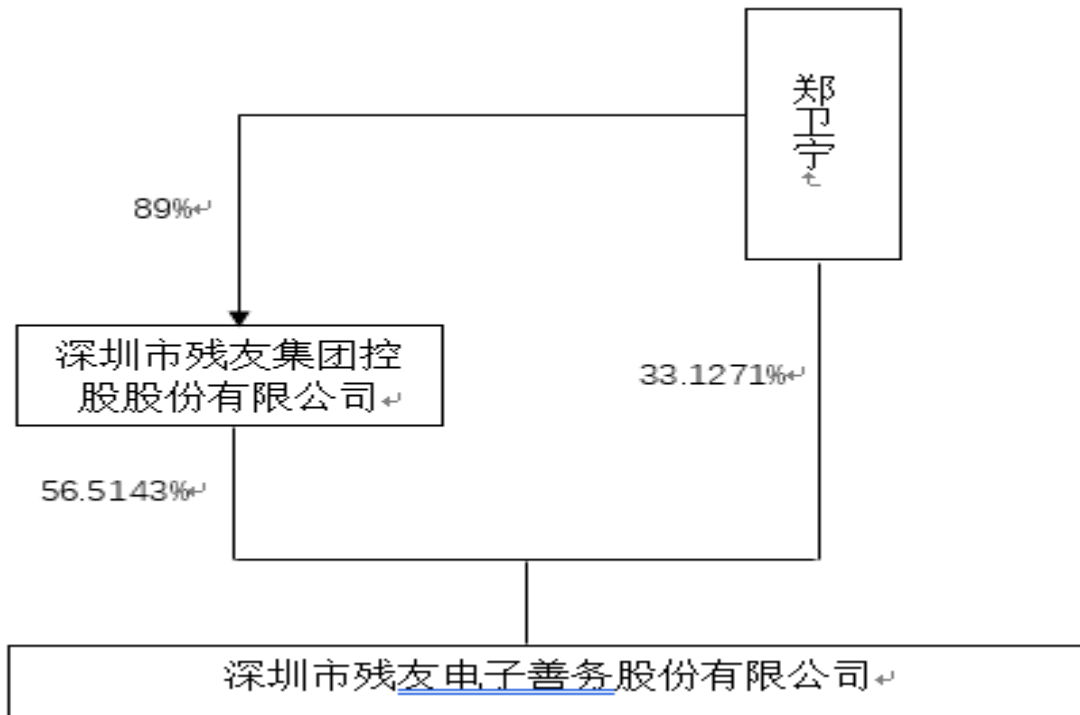 郑卫宁
89%
深圳市残友集团控
股股份有限公司
33.1271%
56.5143%
深圳市残友电子善务股份有限公司